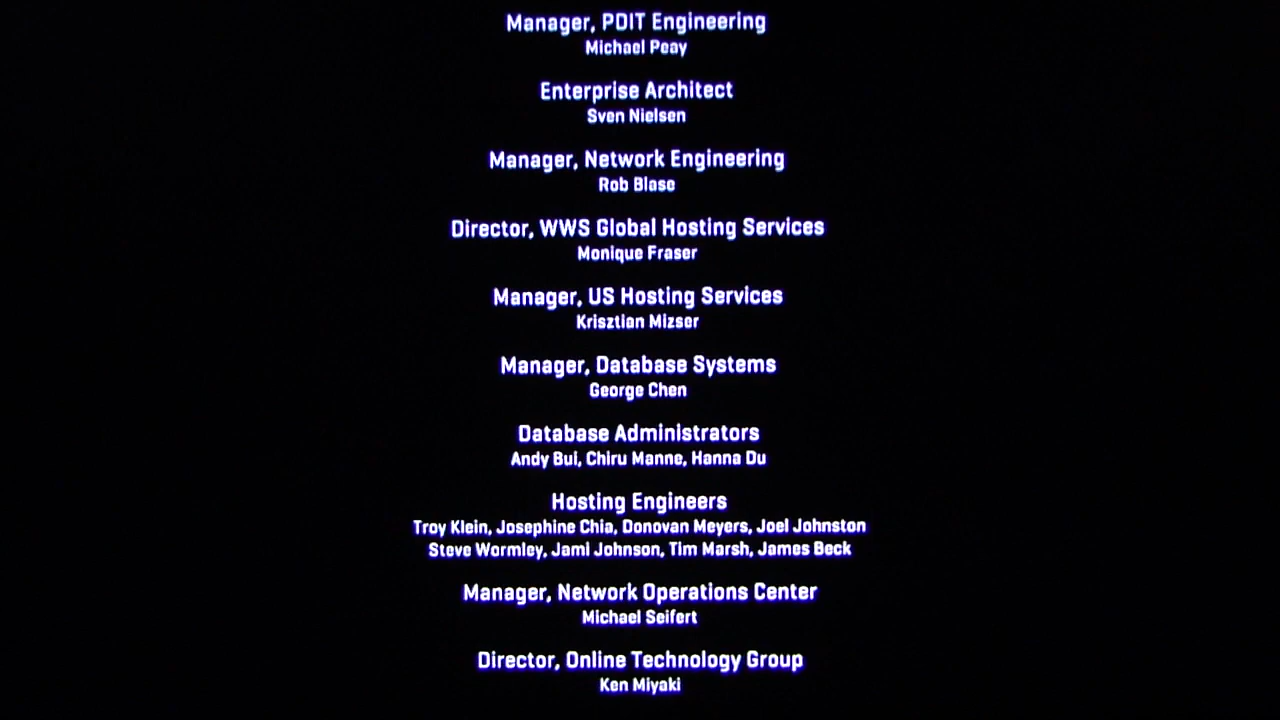 Manager, PDIT Engineering
Michael Peay
Enterprise Architect
Sven Nielsen
Manager, Network Engineering
Rob Blase
Director, WWS Global Hosting Services
Monique Fraser
Manager, US Hosting Services
Krisztian Mizser
Manager, Database Systems
George Chen
Database Administrators
Andy Bui, Chiru Manne, Hanna Du
Hosting Engineers
Troy Klein, Josephine Chia, Donovan Meyers, Joel Johnston
Steve Wormley, Jami Johnson, Tim Marsh, James Beck
Manager, Network Operations Center
Michael Seifert
Director, Online Technology Group
Ken Miyaki